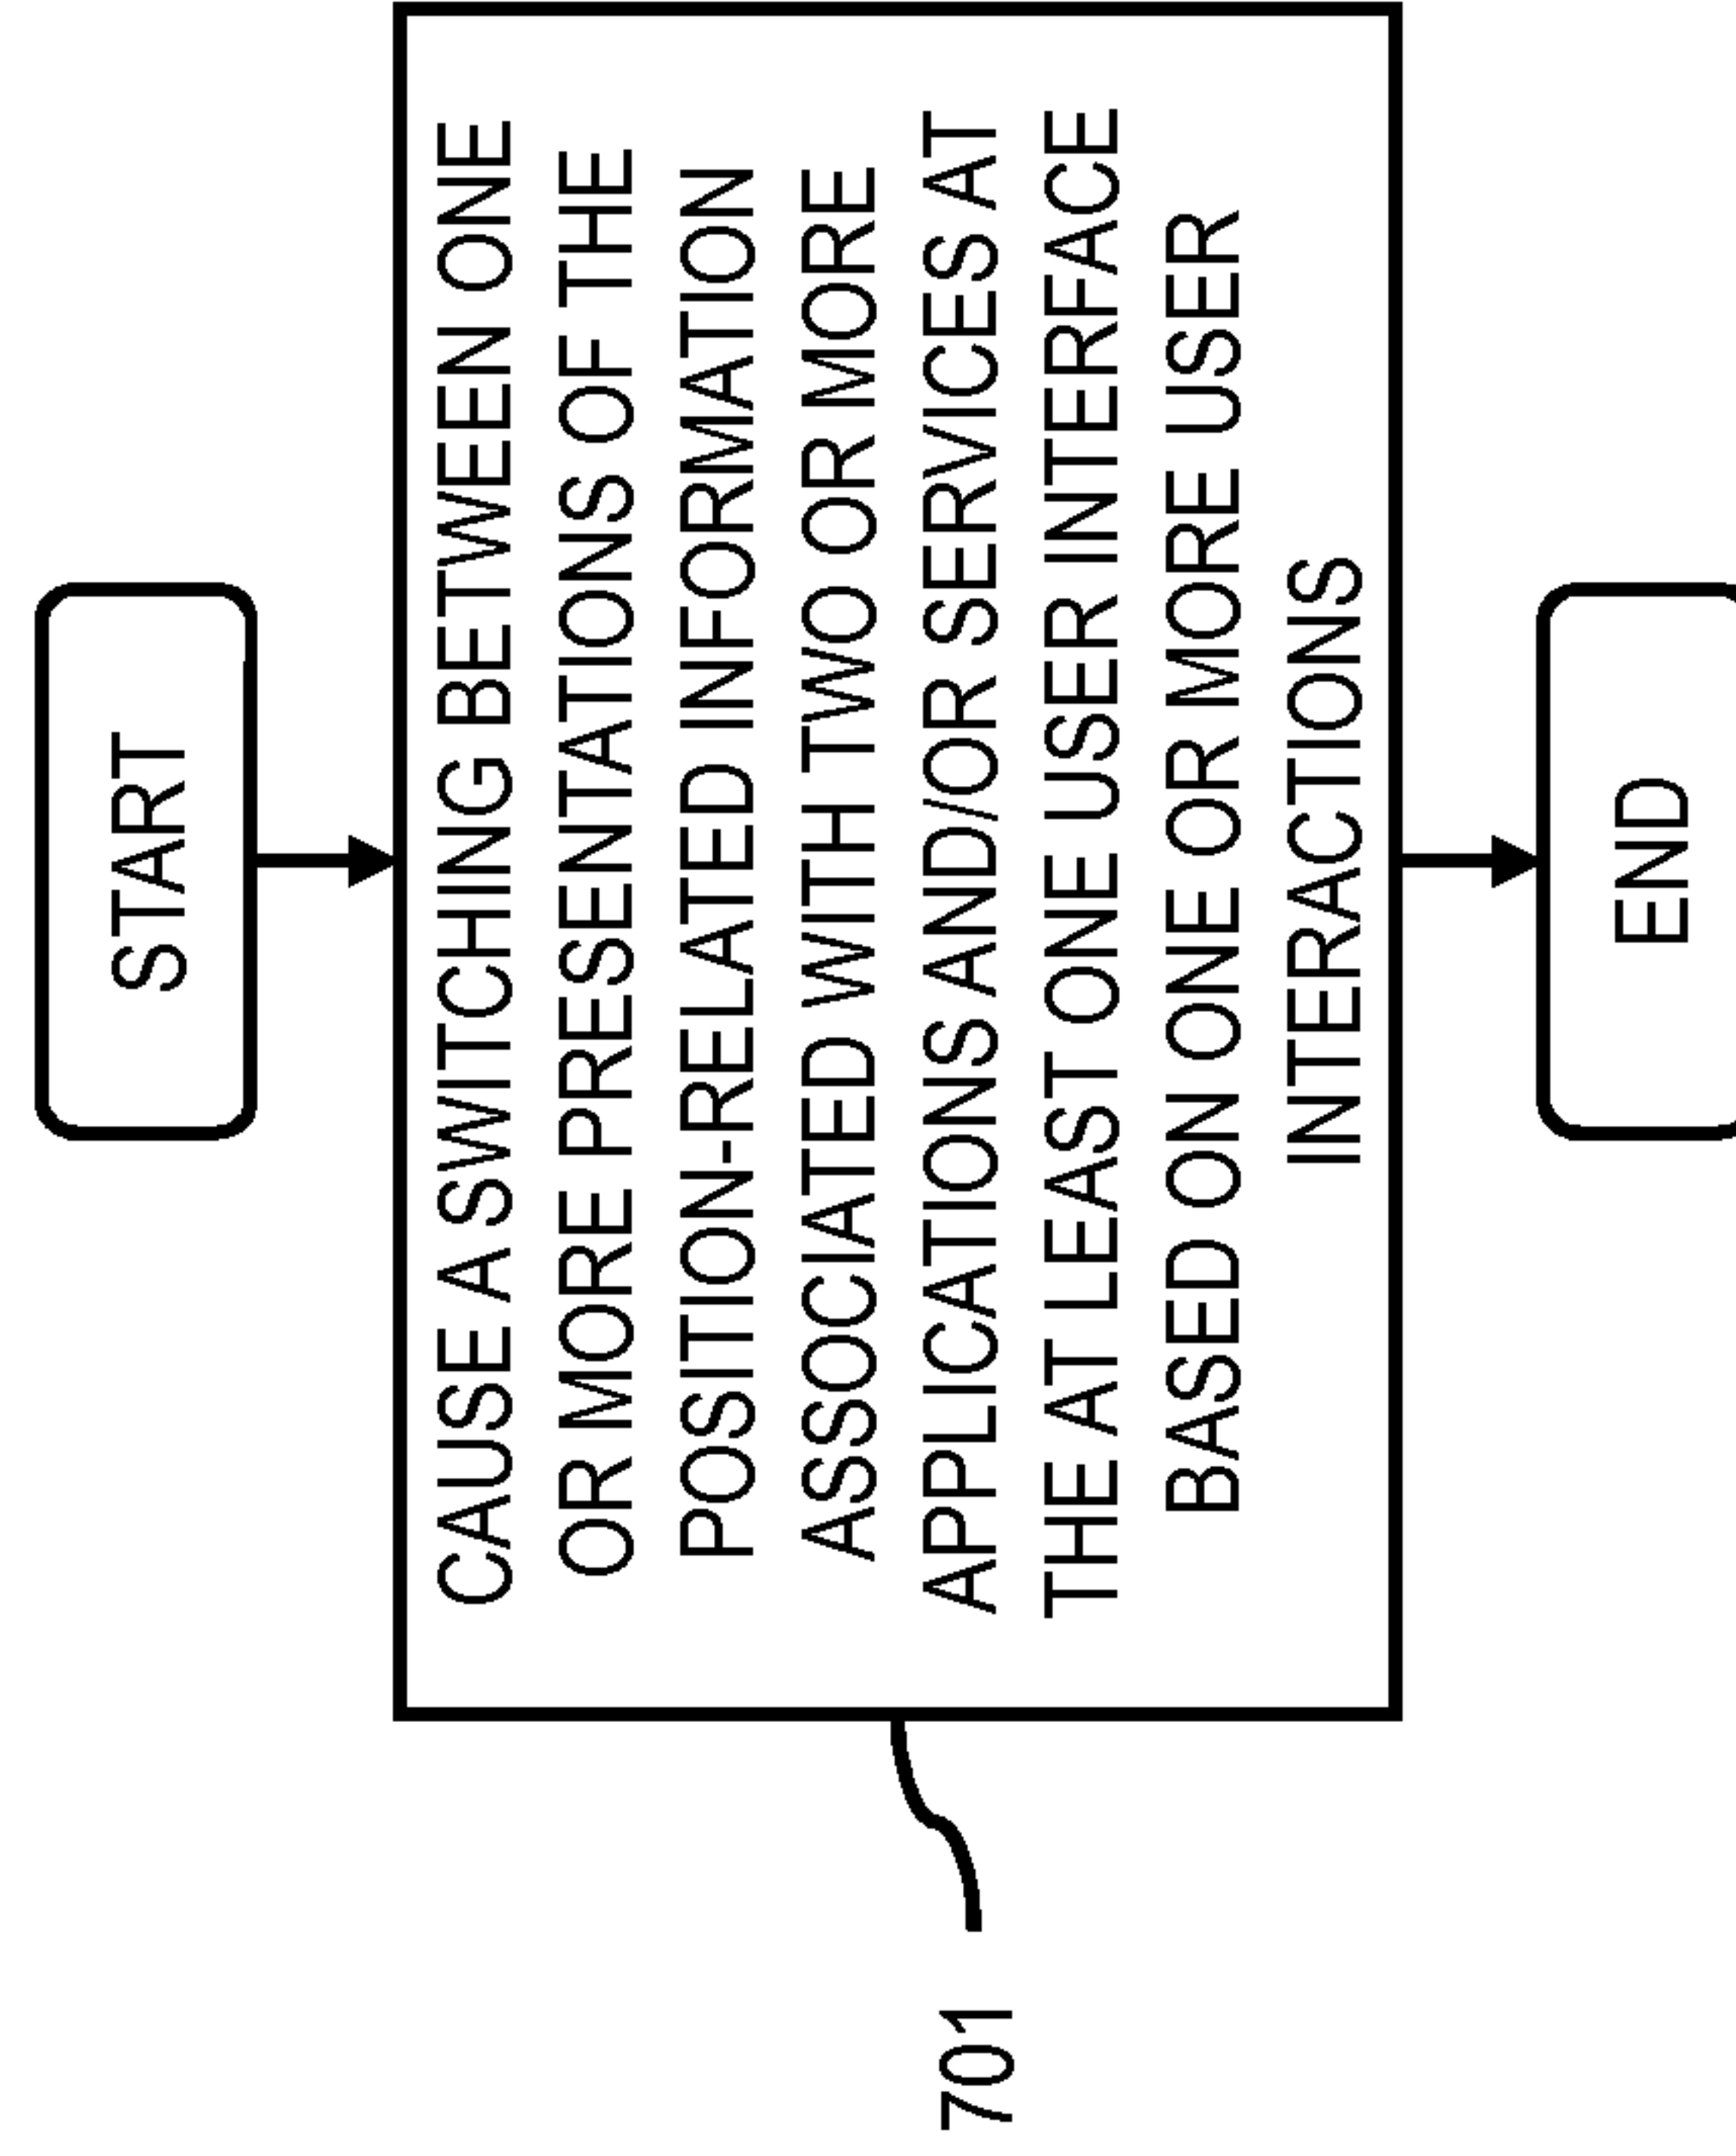 START
CAUSE A SWITCHING BETWEEN ONE
OR MORE PRESENTATIONS OF THE
POSITION-RELATED INFORMATION
ASSOCIATED WITH TWO OR MORE
APPLICATIONS AND/OR SERVICES AT
THE AT LEAST ONE USER INTERFACE
BASED ON ONE OR MORE USER
INTERACTIONS
701
END